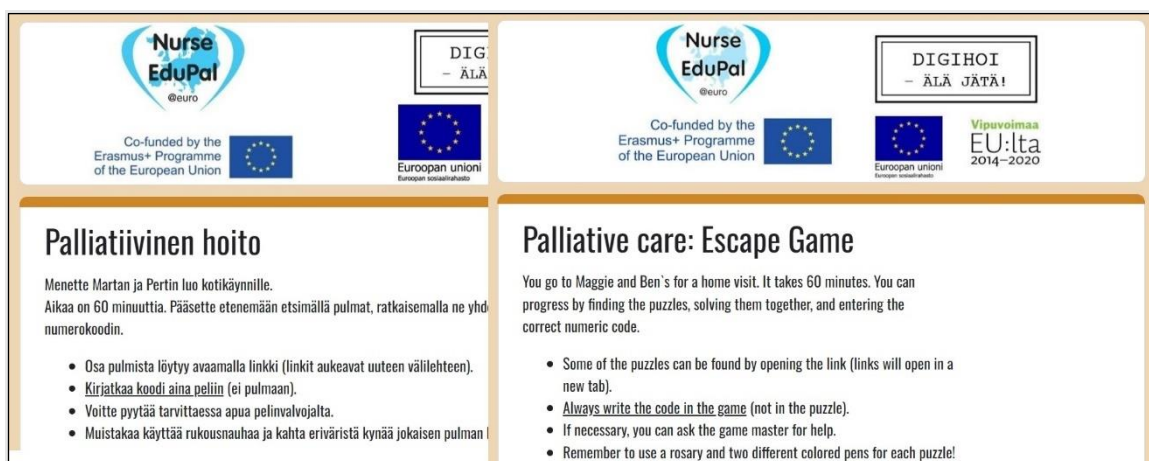 Nurse
EduPal
@euro
DIGI
– ÄLÄ
Co-funded by the
Erasmus+ Programme
of the European Union
Euroopan unioni
Euroopan sosiaalirahasto
Palliatiivinen hoito
Menette Martan ja Pertin luo kotikäynnille.
Aikaa on 60 minuuttia. Pääsette etenemään etsimällä pulmat, ratkaisemalla ne yhd
numerokoodin.
• Osa pulmista löytyy avaamalla linkki (linkit aukeavat uuteen välilehteen).
• Kirjatkaa koodi aina peliin (ei pulmaan).
• Voitte pyytää tarvittaessa apua pelinvalvojalta.
• Muistakaa käyttää rukousnauhaa ja kahta eriväristä kynää jokaisen pulman
Nurse
EduPal
@euro
DIGIHOI
– ÄLÄ JÄTÄ!
Co-funded by the
Erasmus+ Programme
of the European Union
Euroopan unioni
Euroopan sosiaalirahasto
Vipuvoimaa
EU:lta
2014–2020
Palliative care: Escape Game
You go to Maggie and Ben`s for a home visit. It takes 60 minutes. You can
progress by finding the puzzles, solving them together, and entering the
correct numeric code.
• Some of the puzzles can be found by opening the link (links will open in a
new tab).
• Always write the code in the game (not in the puzzle).
• If necessary, you can ask the game master for help.
• Remember to use a rosary and two different colored pens for each puzzle!